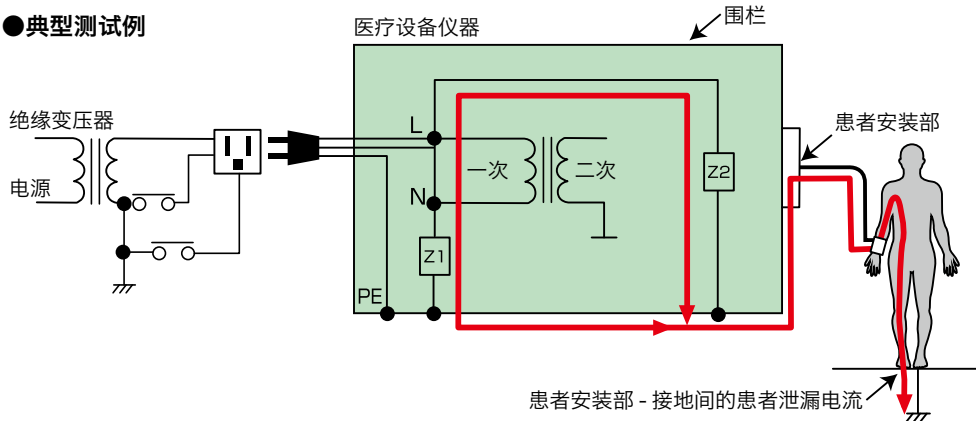 ●典型测试例
医疗设备仪器
围栏
绝缘变压器
电源
L
N
一次
二次
Z1
Z2
PE
患者安装部
患者安装部 - 接地间的患者泄漏电流